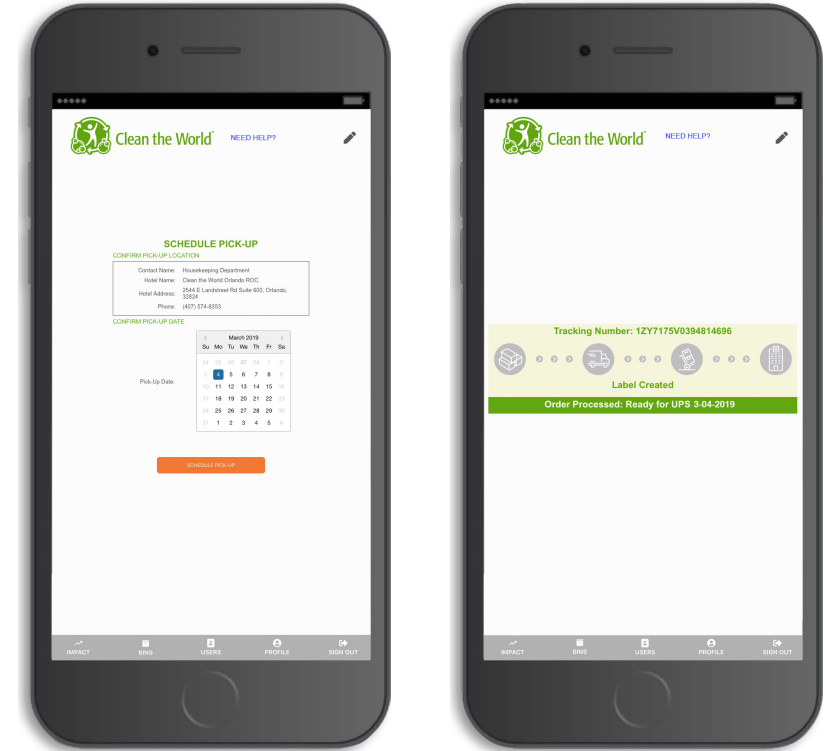 Clean the World®
NEED HELP?
SCHEDULE PICK-UP
CONFIRM PICK-UP LOCATION
Contact Name: Housekeeping Department
Hotel Name: Clean the World Orlando ROC
Hotel Address: 2544 E Landstreet Rd Suite 600, Orlando,
32824
Phone: (407) 574-8353
CONFIRM PICK-UP DATE
Pick-Up Date:
‹ March 2019 ›
Su Mo Tu We Th Fr Sa
24 25 26 27 28 1 2
3 4 5 6 7 8 9
10 11 12 13 14 15 16
17 18 19 20 21 22 23
24 25 26 27 28 29 30
31 1 2 3 4 5 6
SCHEDULE PICK-UP
IMPACT BINS USERS PROFILE SIGN OUT
Clean the World®
NEED HELP?
Tracking Number: 1ZY7175V0394814696
Label Created
Order Processed: Ready for UPS 3-04-2019
IMPACT BINS USERS PROFILE SIGN OUT